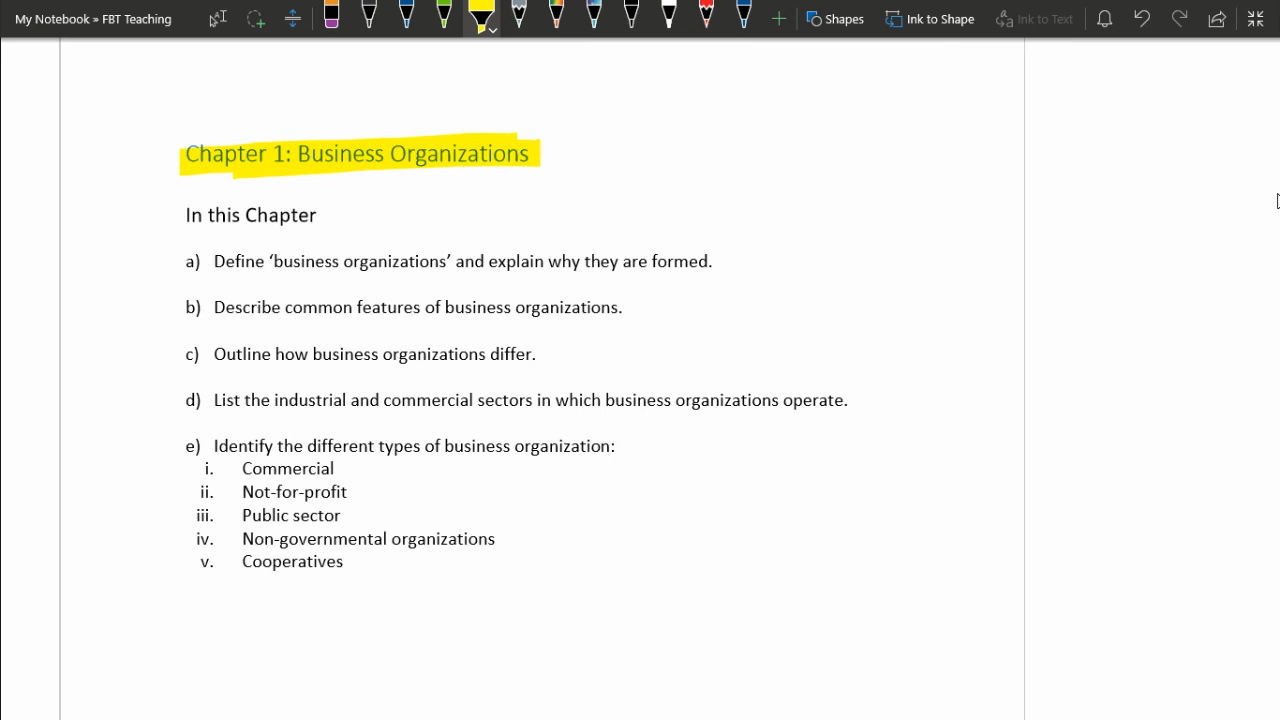 My Notebook » FBT Teaching
Shapes
Ink to Shape
Ink to Text
Chapter 1: Business Organizations
In this Chapter
a) Define ‘business organizations’ and explain why they are formed.
b) Describe common features of business organizations.
c) Outline how business organizations differ.
d) List the industrial and commercial sectors in which business organizations operate.
e) Identify the different types of business organization:
i. Commercial
ii. Not-for-profit
iii. Public sector
iv. Non-governmental organizations
v. Cooperatives